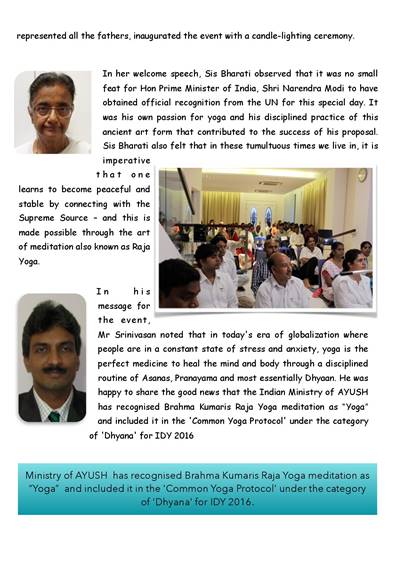 represented all the fathers, inaugurated the event with a candle-lighting ceremony.
In her welcome speech, Sis Bharati observed that it was no small
feat for Hon Prime Minister of India, Shri Narendra Modi to have
obtained official recognition from the UN for this special day. It
was his own passion for yoga and his disciplined practice of this
ancient art form that contributed to the success of his proposal.
Sis Bharati also felt that in these tumultuous times we live in, it is
imperative
that one
learns to become peaceful and
stable by connecting with the
Supreme Source – and this is
made possible through the art
of meditation also known as Raja
Yoga.
In his
message for
the event,
Mr Srinivasan noted that in today's era of globalization where
people are in a constant state of stress and anxiety, yoga is the
perfect medicine to heal the mind and body through a disciplined
routine of Asanas, Pranayama and most essentially Dhyaan. He was
happy to share the good news that the Indian Ministry of AYUSH
has recognised Brahma Kumaris Raja Yoga meditation as "Yoga"
and included it in the 'Common Yoga Protocol' under the category
of 'Dhyana' for IDY 2016
Ministry of AYUSH has recognised Brahma Kumaris Raja Yoga meditation as
"Yoga" and included it in the 'Common Yoga Protocol' under the category
of 'Dhyana' for IDY 2016.